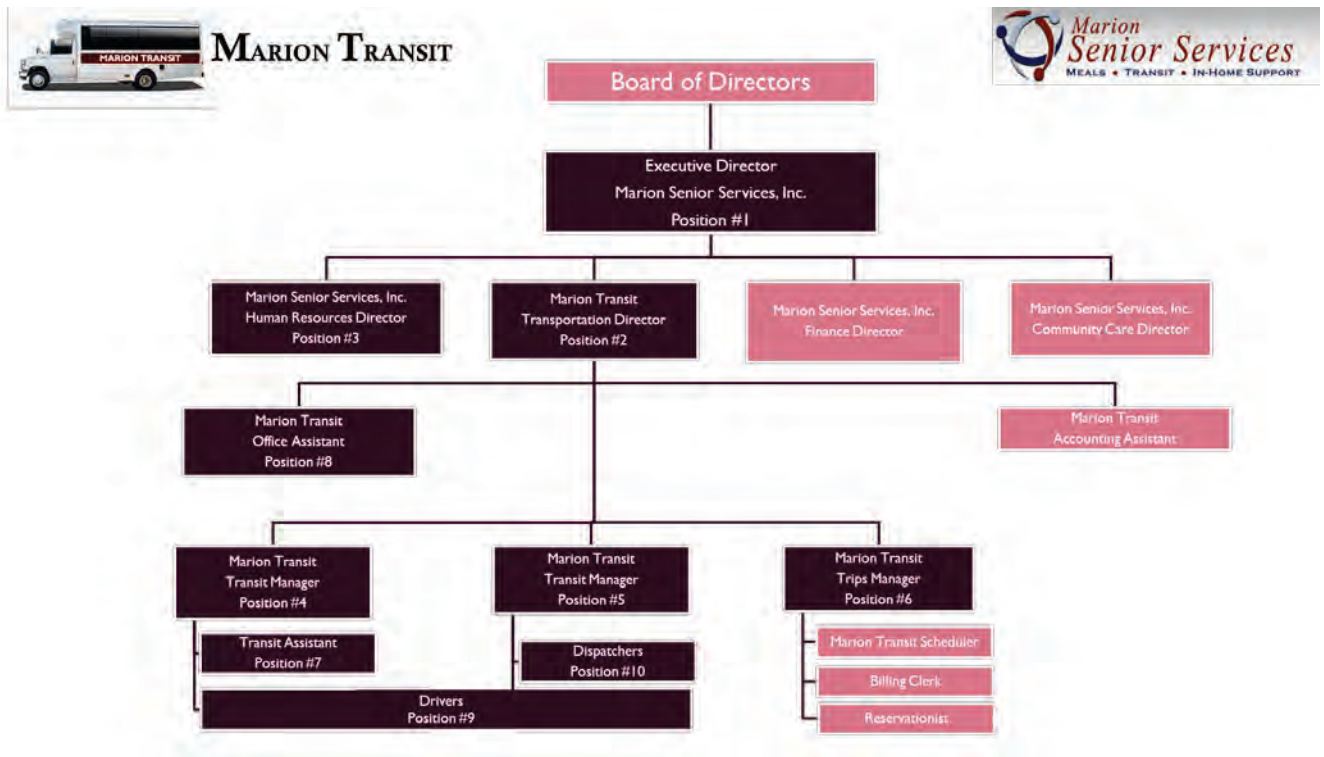 MARION TRANSIT
MARION TRANSIT
Marion
Senior Services
MEALS • TRANSIT • IN-HOME SUPPORT
Board of Directors
Executive Director
Marion Senior Services, Inc.
Position #1
Marion Senior Services, Inc.
Human Resources Director
Position #3
Marion Transit
Transportation Director
Position #2
Marion Senior Services, Inc.
Finance Director
Marion Senior Services, Inc.
Community Care Director
Marion Transit
Office Assistant
Position #8
Marion Transit
Accounting Assistant
Marion Transit
Transit Manager
Position #4
Marion Transit
Transit Manager
Position #5
Marion Transit
Trips Manager
Position #6
Transit Assistant
Position #7
Dispatchers
Position #10
Drivers
Position #9
Marion Transit Scheduler
Billing Clerk
Reservationist